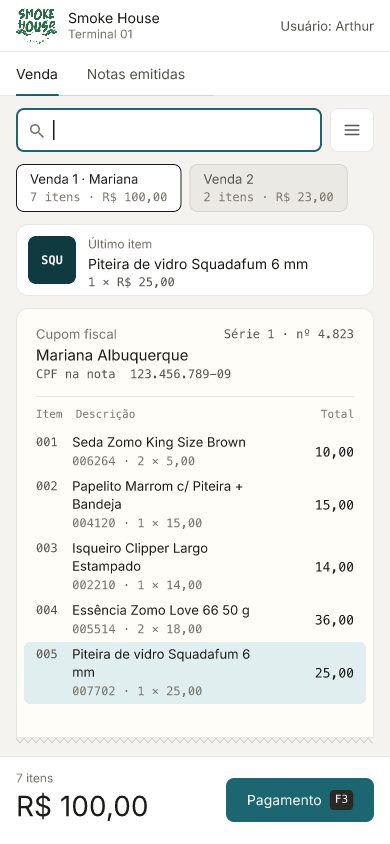 SMOKE
HOUSE
Smoke House
Terminal 01
Usuário: Arthur
Venda
Notas emitidas
Venda 1 · Mariana
7 itens · R$ 100,00
Venda 2
2 itens · R$ 23,00
SQU
Último item
Piteira de vidro Squadafum 6 mm
1 × R$ 25,00
Cupom fiscal
Série 1 · nº 4.823
Mariana Albuquerque
CPF na nota 123.456.789-09
Item Descrição Total
001 Seda Zomo King Size Brown
006264 · 2 × 5,00
10,00
002 Papelito Marrom c/ Piteira +
Bandeja
004120 · 1 × 15,00
15,00
003 Isqueiro Clipper Largo
Estampado
002210 · 1 × 14,00
14,00
004 Essência Zomo Love 66 50 g
005514 · 2 × 18,00
36,00
005 Piteira de vidro Squadafum 6
mm
007702 · 1 × 25,00
25,00
7 itens
R$ 100,00
Pagamento F3